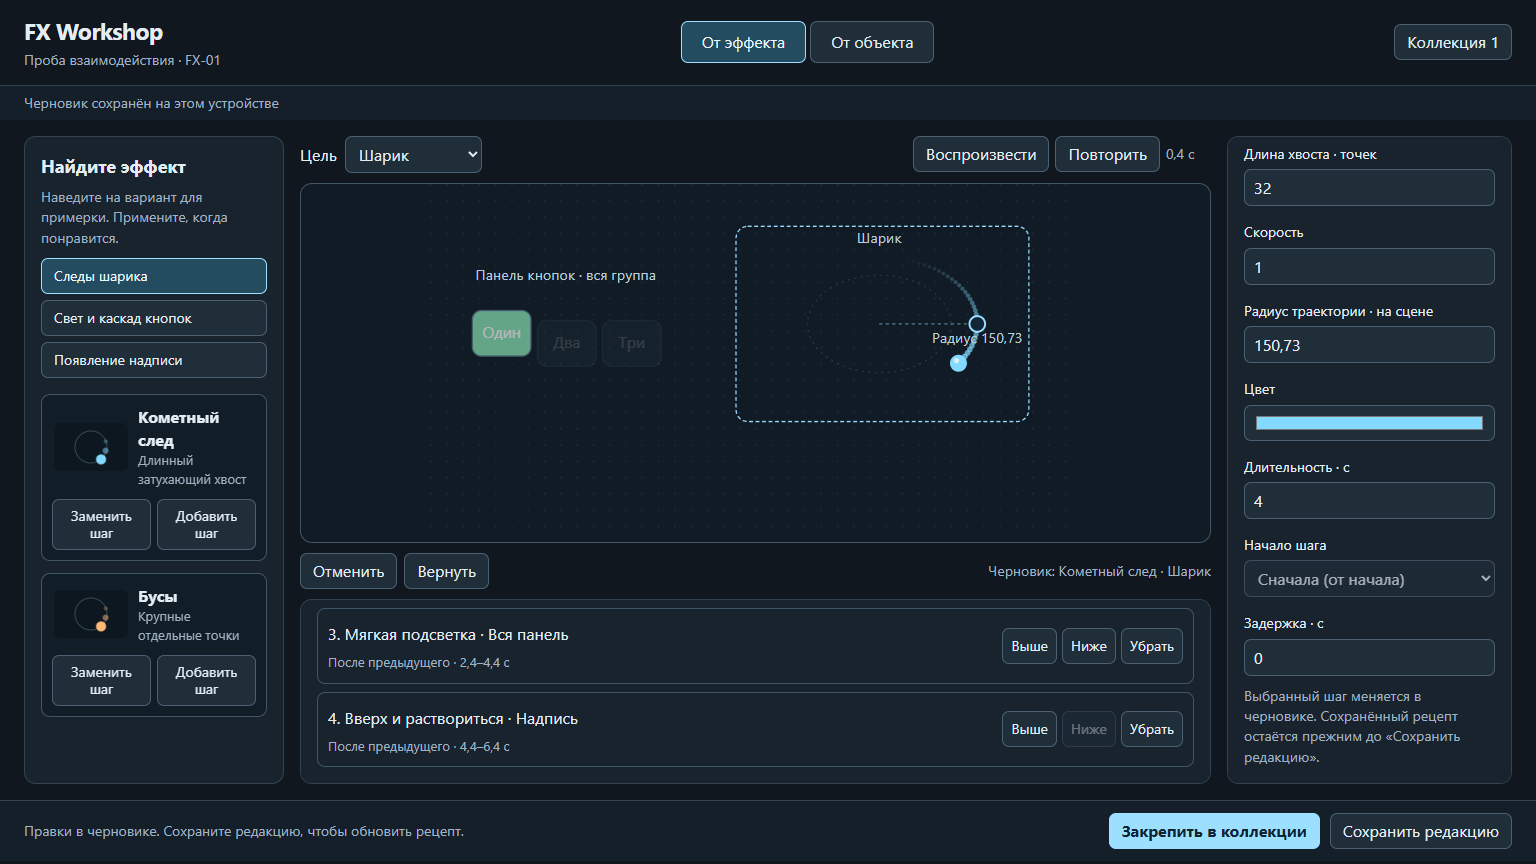 FX Workshop
Проба взаимодействия · FX-01
От эффекта
От объекта
Коллекция 1
Черновик сохранён на этом устройстве
Найдите эффект
Наведите на вариант для
примерки. Примените, когда
понравится.
Следы шарика
Свет и каскад кнопок
Появление надписи
Кометный
след
Длинный
затухающий хвост
Заменить
шаг
Добавить
шаг
Бусы
Крупные
отдельные точки
Заменить
шаг
Добавить
шаг
Цель
Шарик
Воспроизвести
Повторить
0,4 с
Панель кнопок · вся группа
Один
Два
Три
Шарик
Радиус 150,73
Отменить
Вернуть
Черновик: Кометный след · Шарик
3. Мягкая подсветка · Вся панель
После предыдущего · 2,4–4,4 с
Выше
Ниже
Убрать
4. Вверх и раствориться · Надпись
После предыдущего · 4,4–6,4 с
Выше
Ниже
Убрать
Длина хвоста · точек
32
Скорость
1
Радиус траектории · на сцене
150,73
Цвет
Длительность · с
4
Начало шага
Сначала (от начала)
Задержка · с
0
Выбранный шаг меняется в
черновике. Сохранённый рецепт
остаётся прежним до «Сохранить
редакцию».
Правки в черновике. Сохраните редакцию, чтобы обновить рецепт.
Закрепить в коллекции
Сохранить редакцию